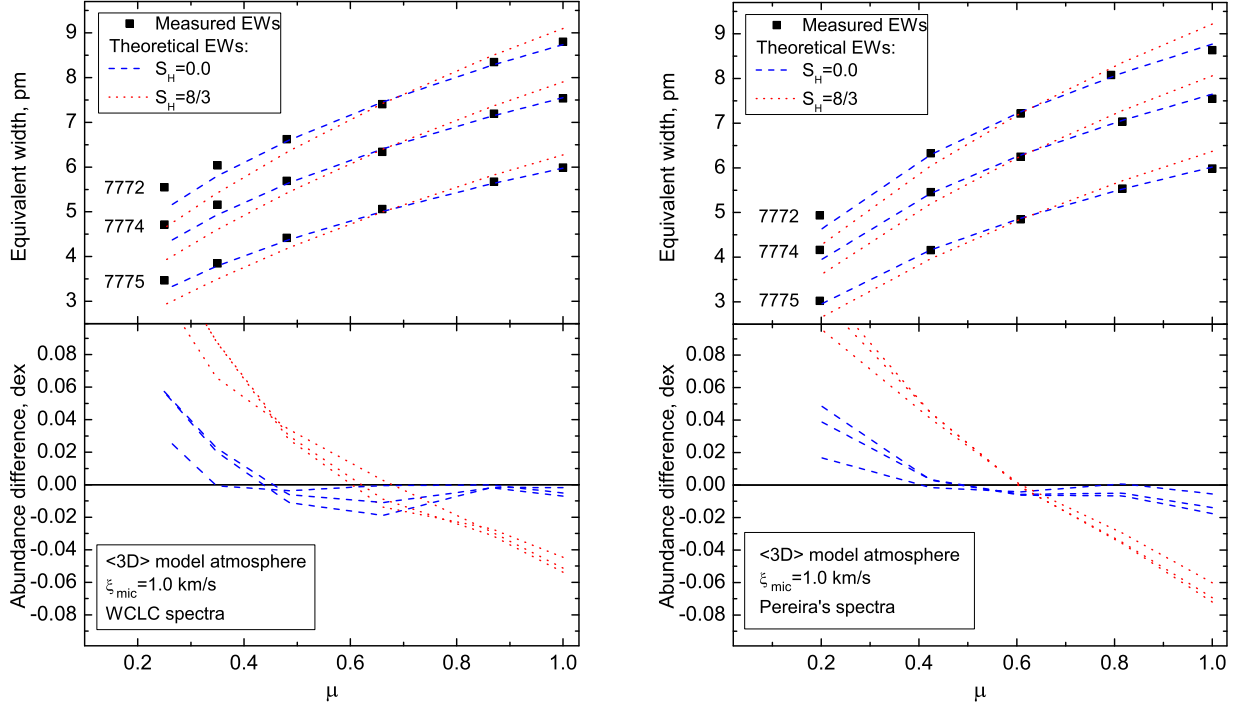 Measured EWs
Theoretical EWs:
S_H=0.0
S_H=8/3
Equivalent width, pm
9
8
7
6
5
4
3
7772
7774
7775
Abundance difference, dex
0.08
0.06
0.04
0.02
0.00
-0.02
-0.04
-0.06
-0.08
<3D> model atmosphere
ξ_mic=1.0 km/s
WCLC spectra
0.2 0.4 0.6 0.8 1.0
μ
Measured EWs
Theoretical EWs:
S_H=0.0
S_H=8/3
Equivalent width, pm
9
8
7
6
5
4
3
7772
7774
7775
Abundance difference, dex
0.08
0.06
0.04
0.02
0.00
-0.02
-0.04
-0.06
-0.08
<3D> model atmosphere
ξ_mic=1.0 km/s
Pereira's spectra
0.2 0.4 0.6 0.8 1.0
μ